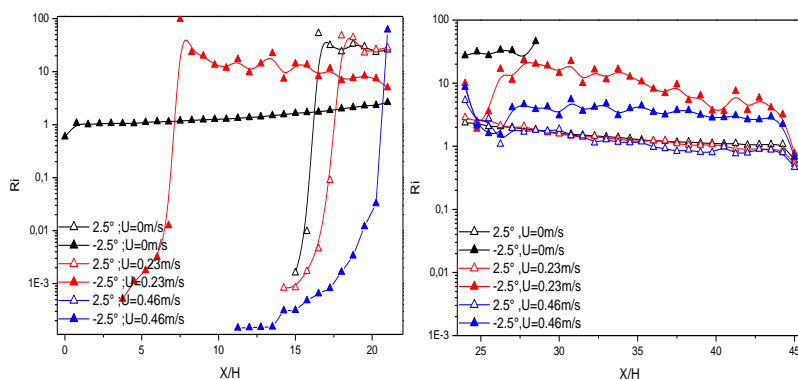 100
10
1
0,1
0,01
1E-3
Ri
2.5° ;U=0m/s
-2.5° ;U=0m/s
2.5° ;U=0.23m/s
-2.5° ;U=0.23m/s
2.5° ;U=0.46m/s
-2.5° ;U=0.46m/s
0 5 10 15 20
X/H
100
10
1
0,1
0,01
1E-3
Ri
2.5° ,U=0m/s
-2.5°,U=0m/s
2.5° ,U=0.23m/s
-2.5°,U=0.23m/s
2.5° ,U=0.46m/s
-2.5°,U=0.46m/s
25 30 35 40 45
X/H